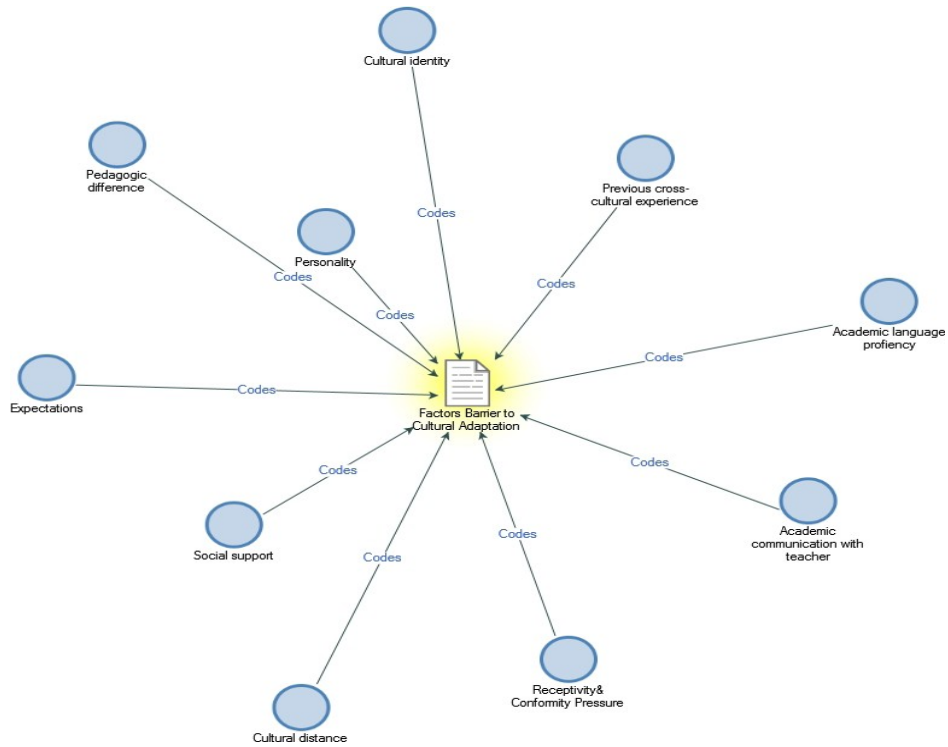 Cultural identity
Pedagogic
difference
Previous cross-
cultural experience
Codes
Personality
Codes
Codes
Codes
Academic language
profiency
Codes
Codes
Expectations
Codes
Factors Barrier to
Cultural Adaptation
Codes
Codes
Social support
Codes
Codes
Academic
communication with
teacher
Receptivity&
Conformity Pressure
Cultural distance